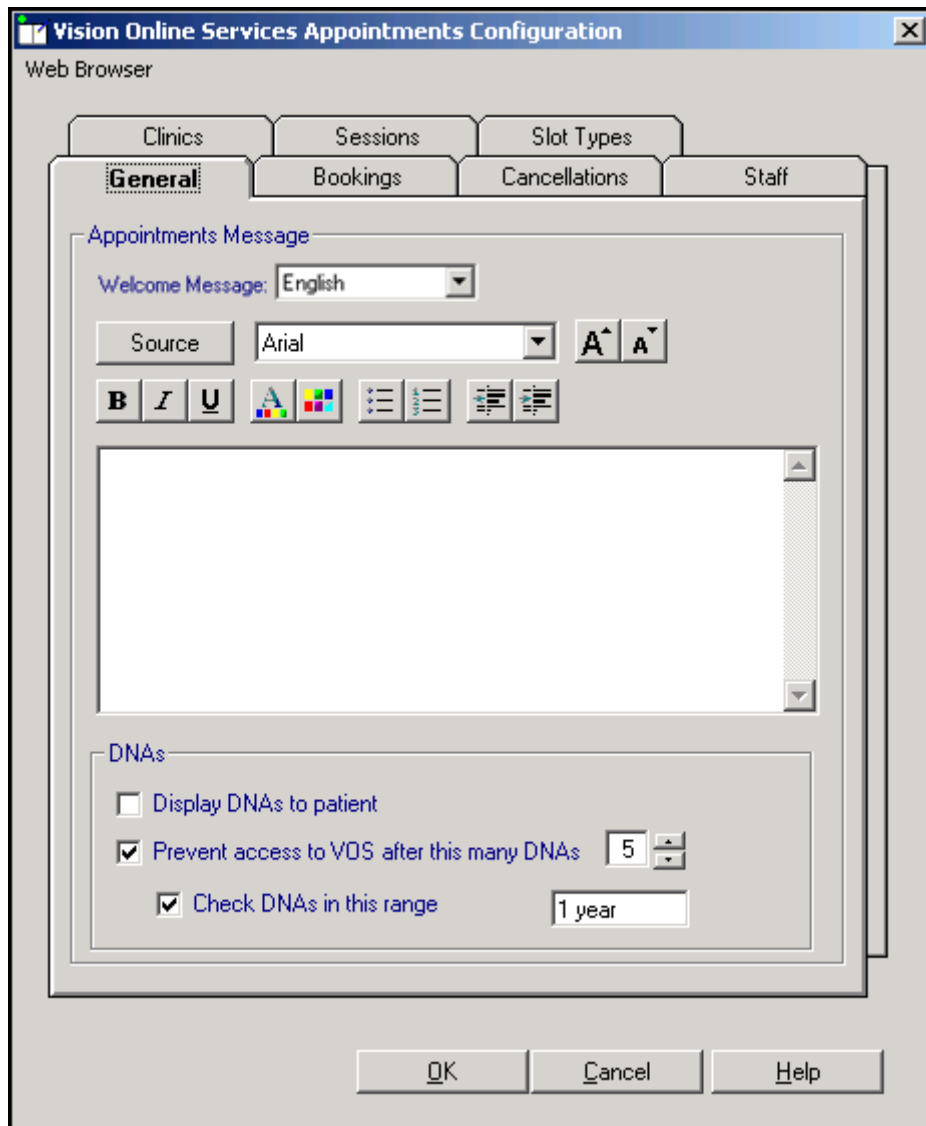 Vision Online Services Appointments Configuration
Web Browser
Clinics Sessions Slot Types
General Bookings Cancellations Staff
Appointments Message
Welcome Message: English
Source Arial A A
B I U A
DNAs
Display DNAs to patient
Prevent access to VOS after this many DNAs 5
Check DNAs in this range 1 year
OK Cancel Help